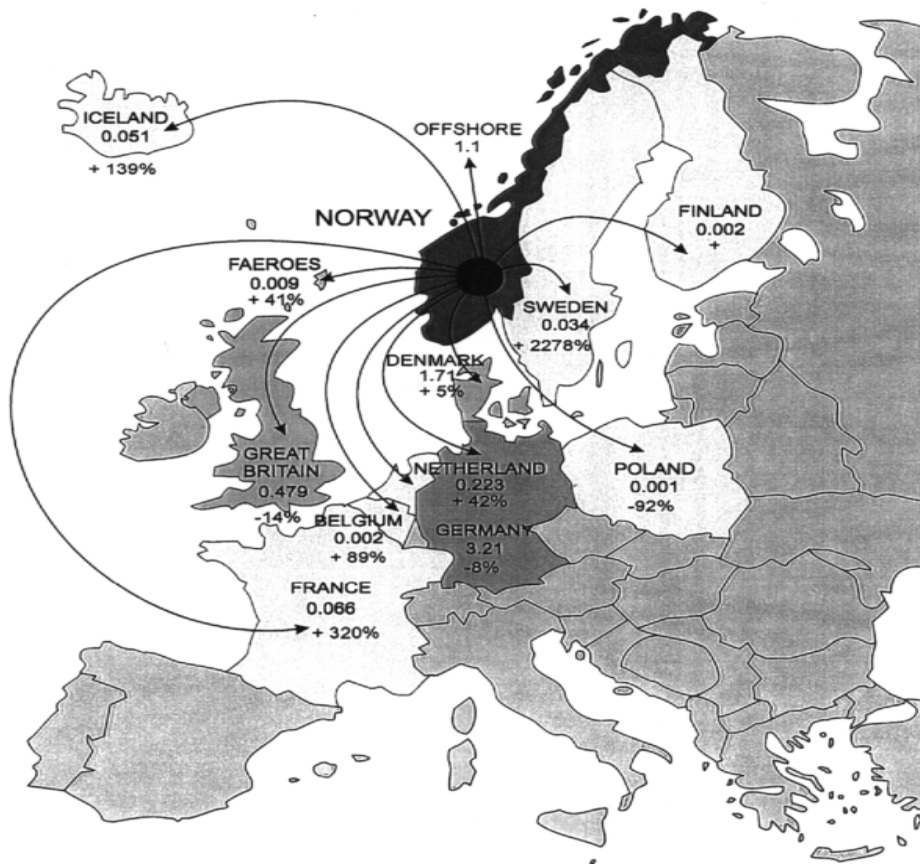 ICELAND
0.051
+ 139%
OFFSHORE
1.1
NORWAY
FINLAND
0.002
+
FAEROES
0.009
+ 41%
SWEDEN
0.034
+ 2278%
DENMARK
1.71
+ 5%
GREAT
BRITAIN
0.479
-14%
NETHERLAND
0.223
+ 42%
POLAND
0.001
-92%
BELGIUM
0.002
+ 89%
GERMANY
3.21
-8%
FRANCE
0.066
+ 320%